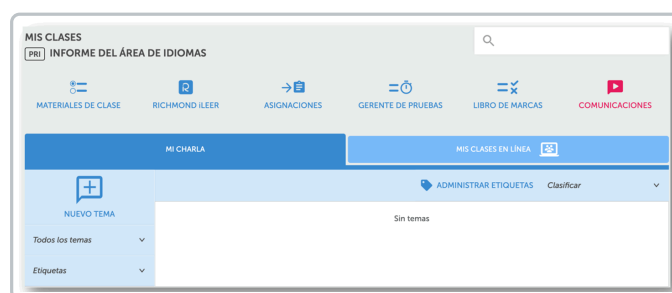 MIS CLASES
PRI INFORME DEL ÁREA DE IDIOMAS
MATERIALES DE CLASE
RICHMOND iLEER
ASIGNACIONES
GERENTE DE PRUEBAS
LIBRO DE MARCAS
COMUNICACIONES
MI CHARLA
MIS CLASES EN LÍNEA
NUEVO TEMA
ADMINISTRAR ETIQUETAS Clasificar
Sin temas
Todos los temas
Etiquetas